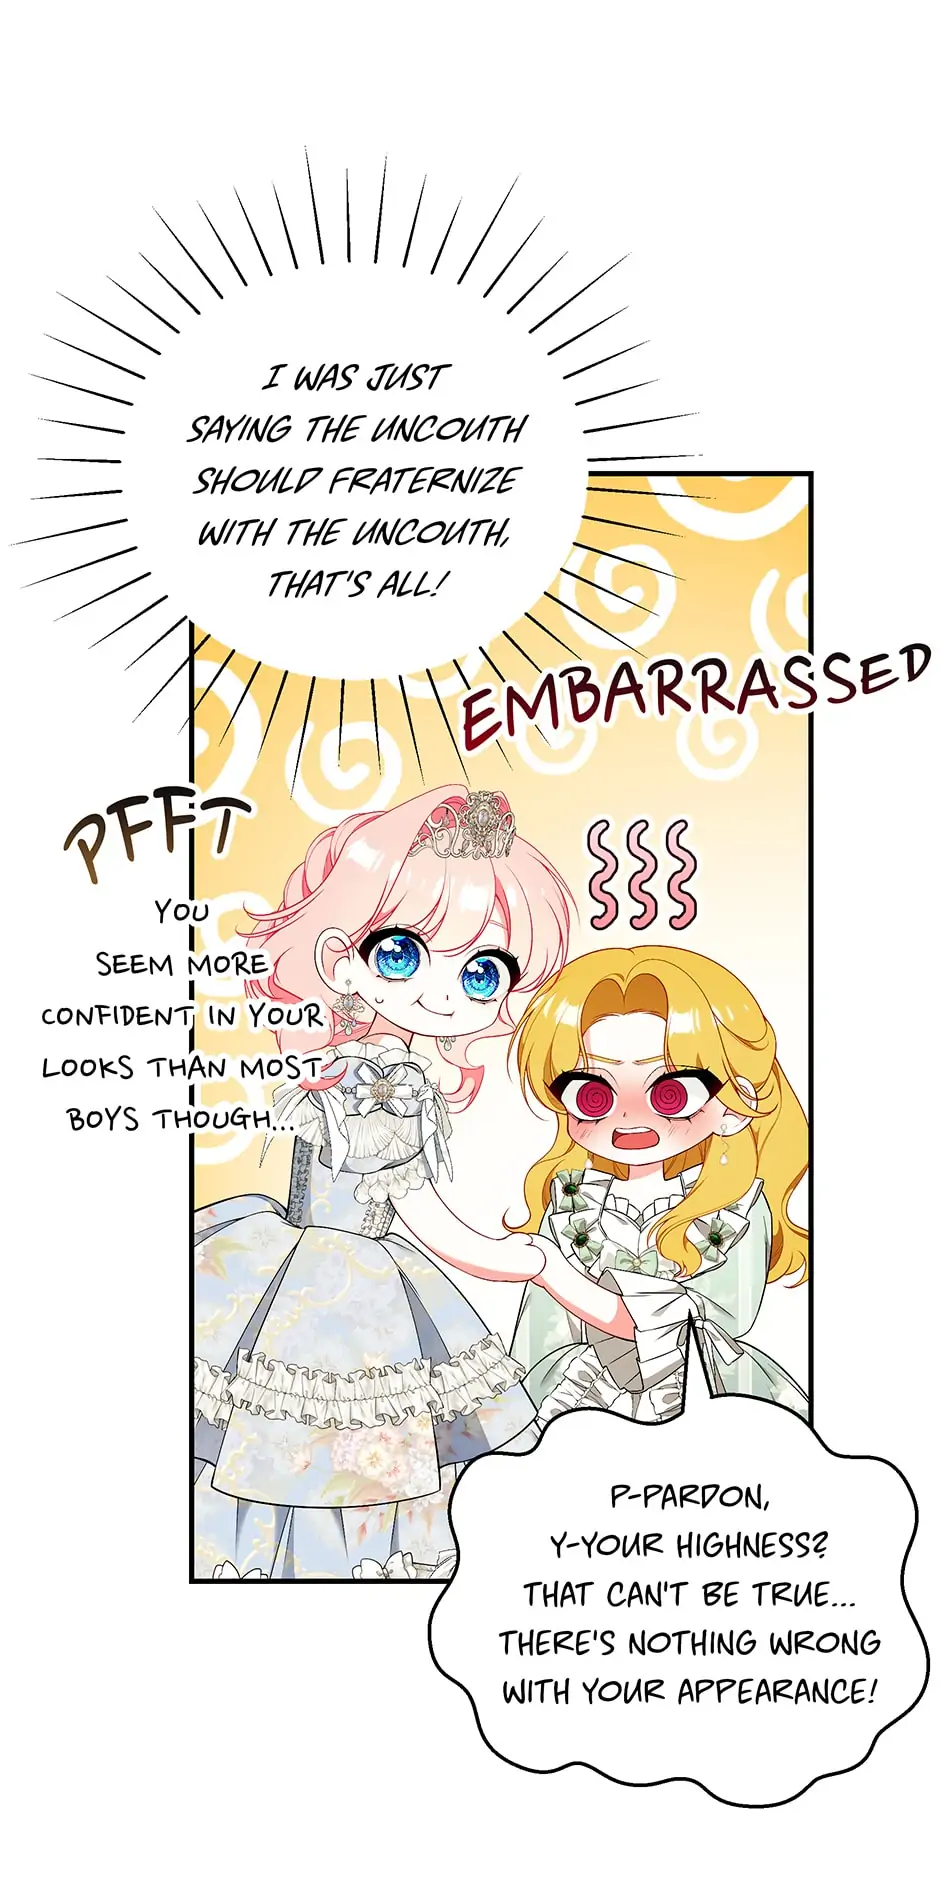 I WAS JUST
SAYING THE UNCOUTH
SHOULD FRATERNIZE
WITH THE UNCOUTH,
THAT'S ALL!
EMBARRASSED
PFFT
YOU
SEEM MORE
CONFIDENT IN YOUR
LOOKS THAN MOST
BOYS THOUGH...
P-PARDON,
Y-YOUR HIGHNESS?
THAT CAN'T BE TRUE...
THERE'S NOTHING WRONG
WITH YOUR APPEARANCE!